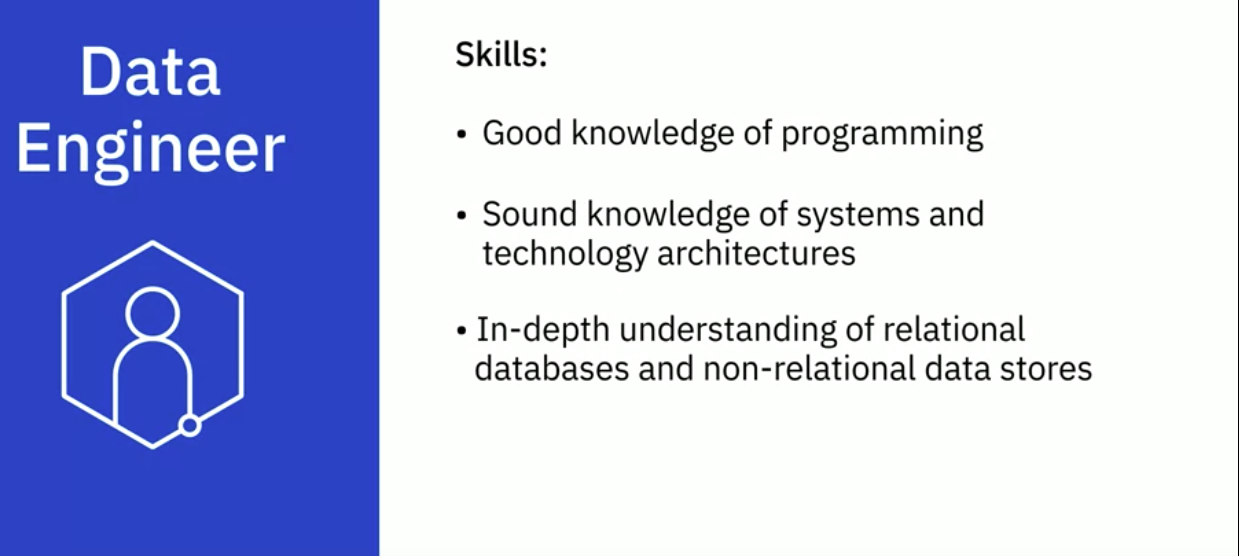 Data
Engineer
Skills:
• Good knowledge of programming
• Sound knowledge of systems and
technology architectures
• In-depth understanding of relational
databases and non-relational data stores